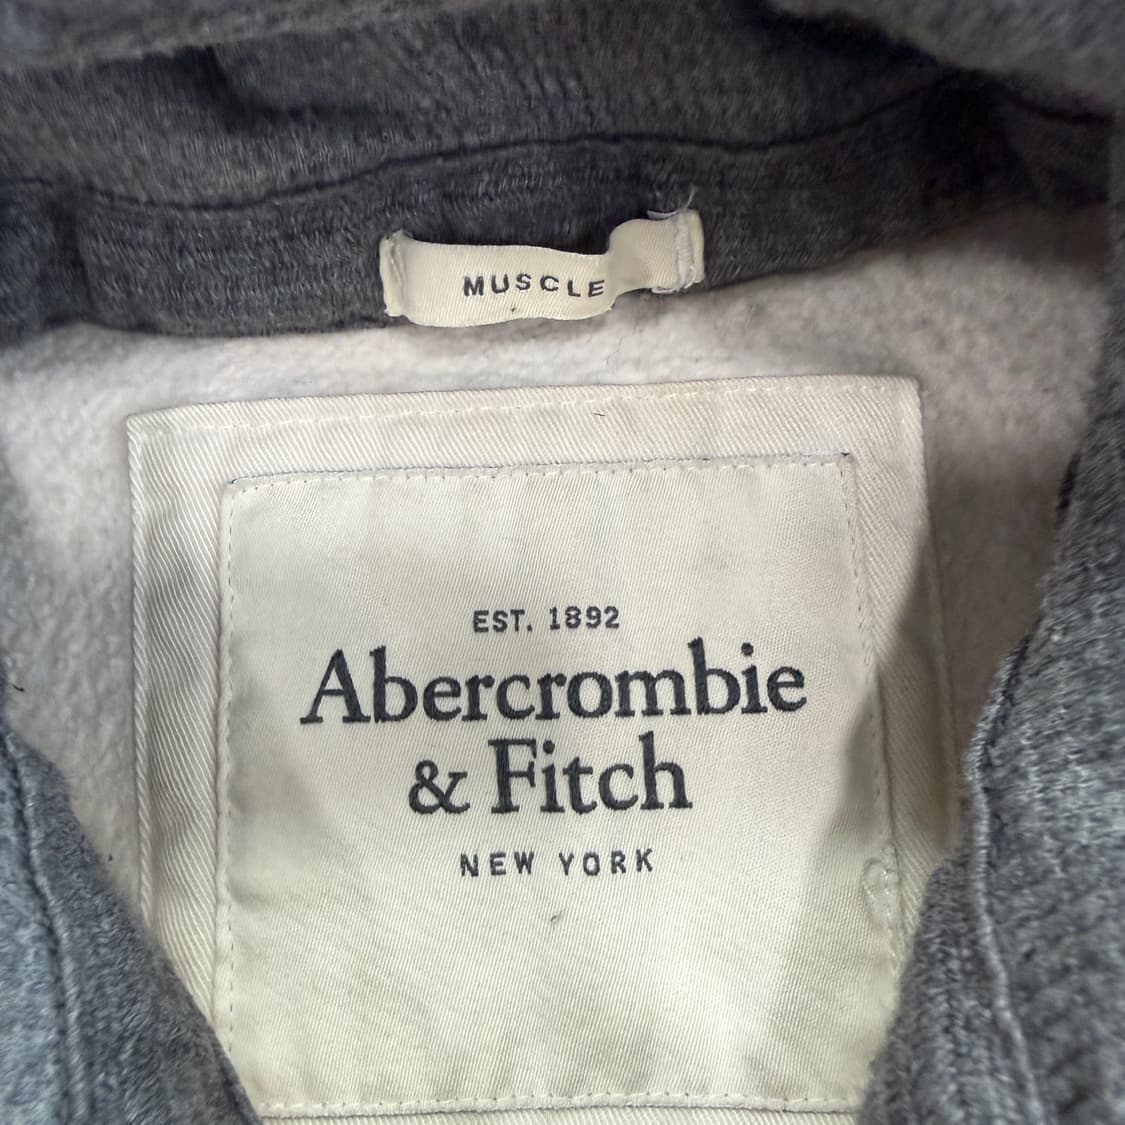 MUSCLE
EST. 1892
Abercrombie
& Fitch
NEW YORK